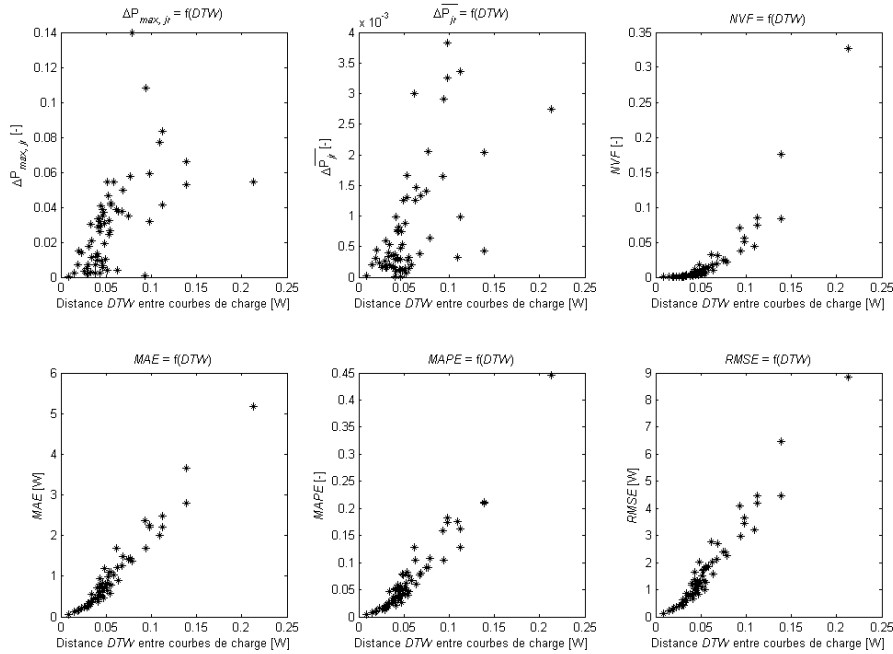 ΔP max, jt = f(DTW)
0.14
0.12
0.1
0.08
0.06
0.04
0.02
0
ΔP max, jt [-]
0 0.05 0.1 0.15 0.2 0.25
Distance DTW entre courbes de charge [W]
ΔP jt = f(DTW)
x 10⁻³
4
3.5
3
2.5
2
1.5
1
0.5
0
ΔP jt [-]
0 0.05 0.1 0.15 0.2 0.25
Distance DTW entre courbes de charge [W]
NVF = f(DTW)
0.35
0.3
0.25
0.2
0.15
0.1
0.05
0
NVF [-]
0 0.05 0.1 0.15 0.2 0.25
Distance DTW entre courbes de charge [W]
MAE = f(DTW)
6
5
4
3
2
1
0
MAE [W]
0 0.05 0.1 0.15 0.2 0.25
Distance DTW entre courbes de charge [W]
MAPE = f(DTW)
0.45
0.4
0.35
0.3
0.25
0.2
0.15
0.1
0.05
0
MAPE [-]
0 0.05 0.1 0.15 0.2 0.25
Distance DTW entre courbes de charge [W]
RMSE = f(DTW)
9
8
7
6
5
4
3
2
1
0
RMSE [W]
0 0.05 0.1 0.15 0.2 0.25
Distance DTW entre courbes de charge [W]